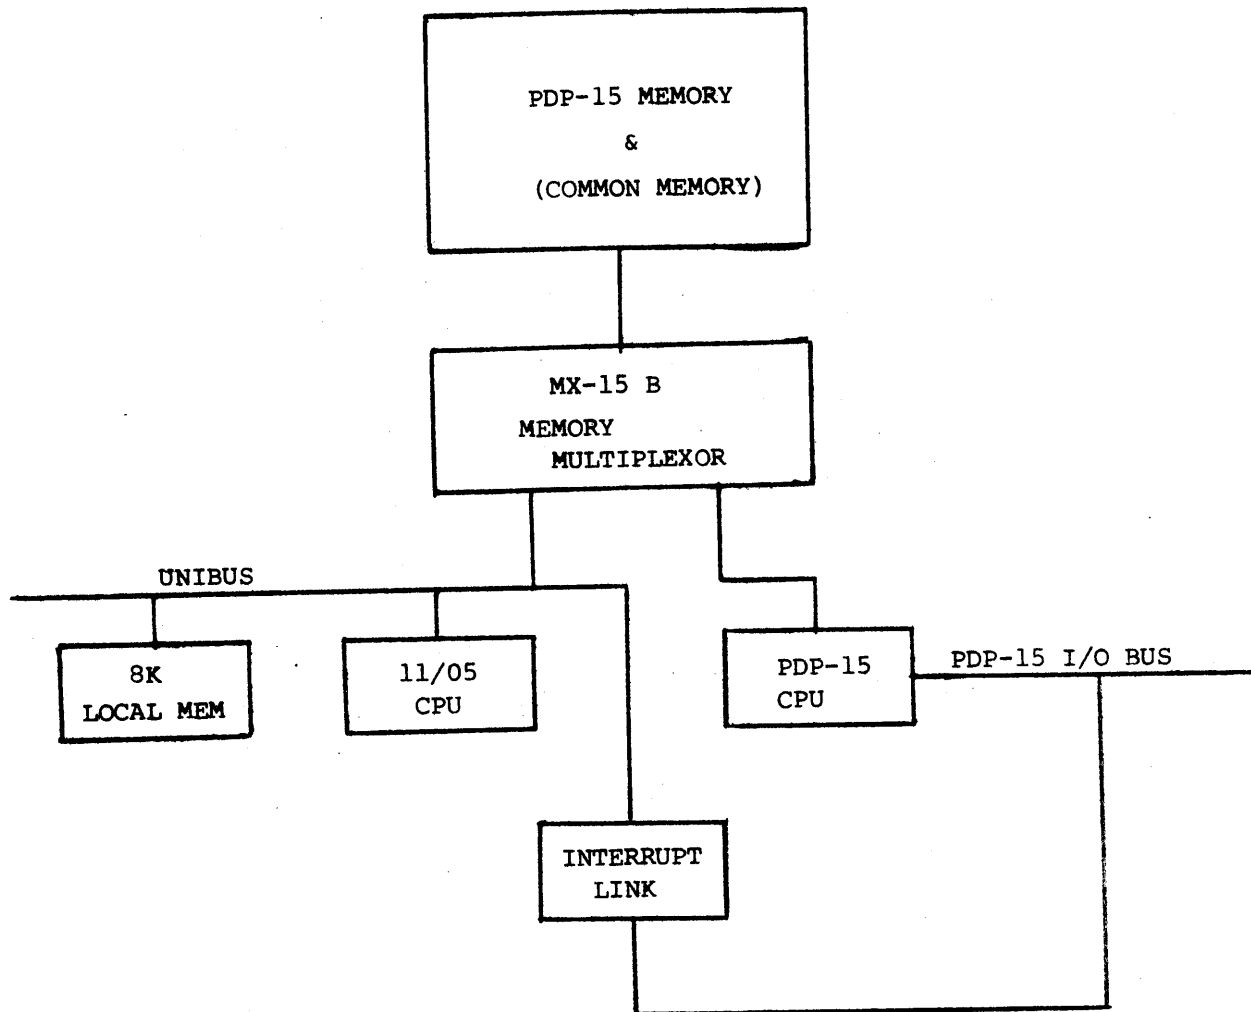 PDP-15 MEMORY
&
(COMMON MEMORY)
MX-15 B
MEMORY
MULTIPLEXOR
UNIBUS
8K
LOCAL MEM
11/05
CPU
PDP-15
CPU
PDP-15 I/O BUS
INTERRUPT
LINK